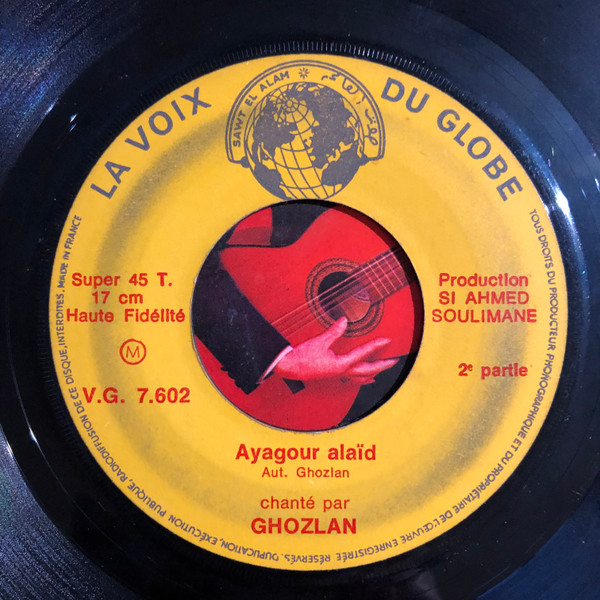 LA VOIX DU GLOBE
SAWT EL ALAM
صوت العالم
Super 45 T.
17 cm
Haute Fidélité
M
V.G. 7.602
Production
SI AHMED
SOULIMANE
2e partie
Ayagour alaïd
Aut. Ghozlan
chanté par
GHOZLAN
TOUS DROITS DU PRODUCTEUR PHONOGRAPHIQUE ET DU PROPRIÉTAIRE DE L'ŒUVRE ENREGISTRÉE RÉSERVÉS. DUPLICATION, EXÉCUTION PUBLIQUE, RADIODIFFUSION DE CE DISQUE, INTERDITES. MADE IN FRANCE